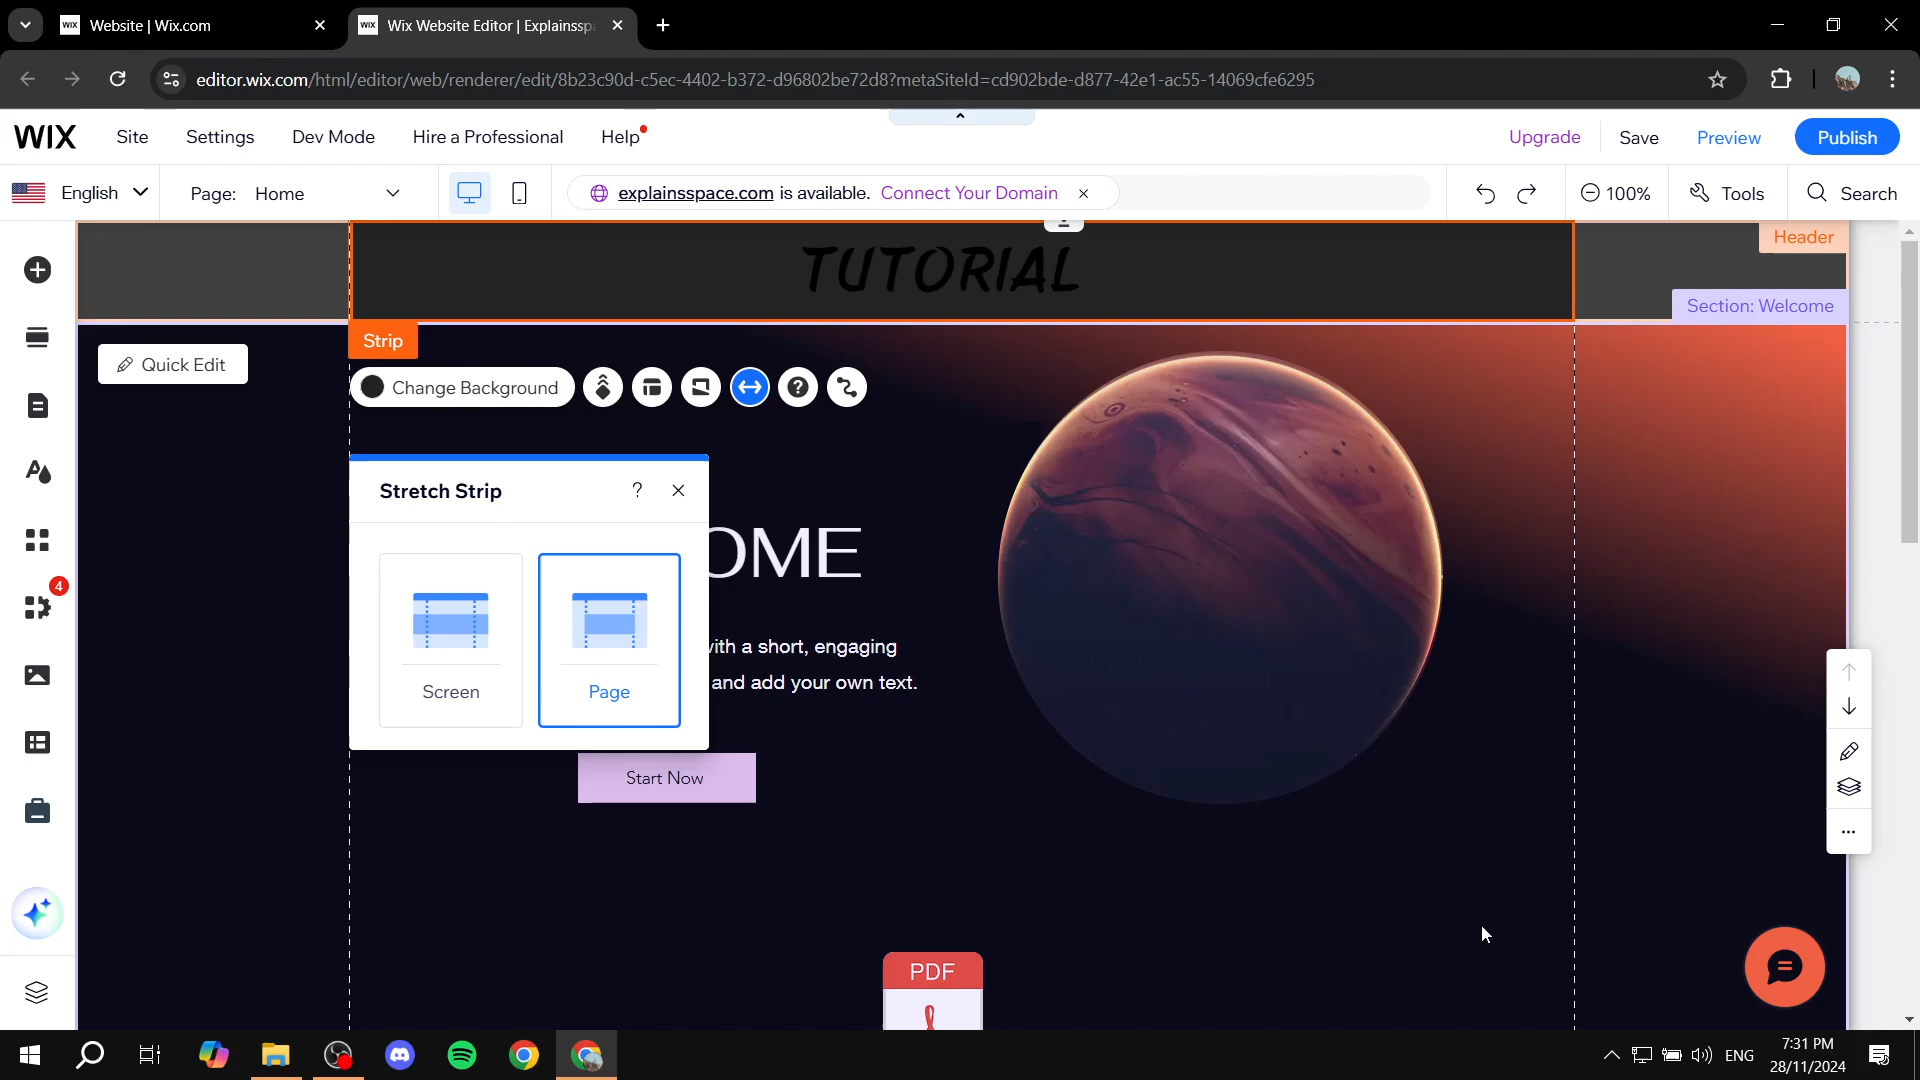 Website | Wix.com
Wix Website Editor | Explainssp
editor.wix.com/html/editor/web/renderer/edit/8b23c90d-c5ec-4402-b372-d96802be72d8?metaSiteId=cd902bde-d877-42e1-ac55-14069cfe6295
WIX
Site
Settings
Dev Mode
Hire a Professional
Help
Upgrade
Save
Preview
Publish
English
Page: Home
explainsspace.com is available. Connect Your Domain
100%
Tools
Search
TUTORIAL
Header
Section: Welcome
Strip
Quick Edit
Change Background
Stretch Strip
?
OME
4
with a short, engaging
and add your own text.
Screen
Page
Start Now
PDF
ENG
7:31 PM
28/11/2024